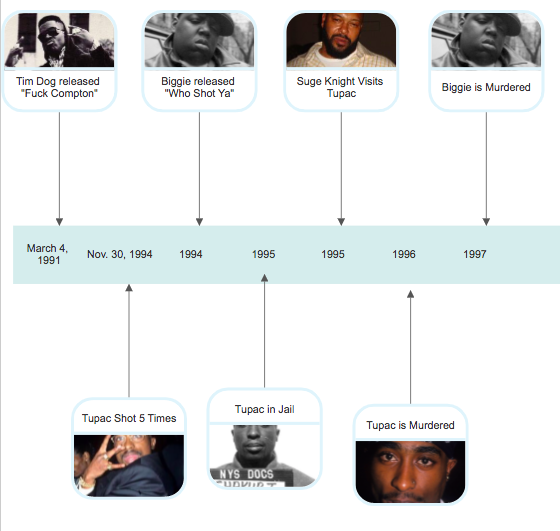 Tim Dog released
"Fuck Compton"
Biggie released
"Who Shot Ya"
Suge Knight Visits
Tupac
Biggie is Murdered
March 4,
1991
Nov. 30, 1994
1994
1995
1995
1996
1997
Tupac Shot 5 Times
Tupac in Jail
NYS DOCS
Tupac is Murdered